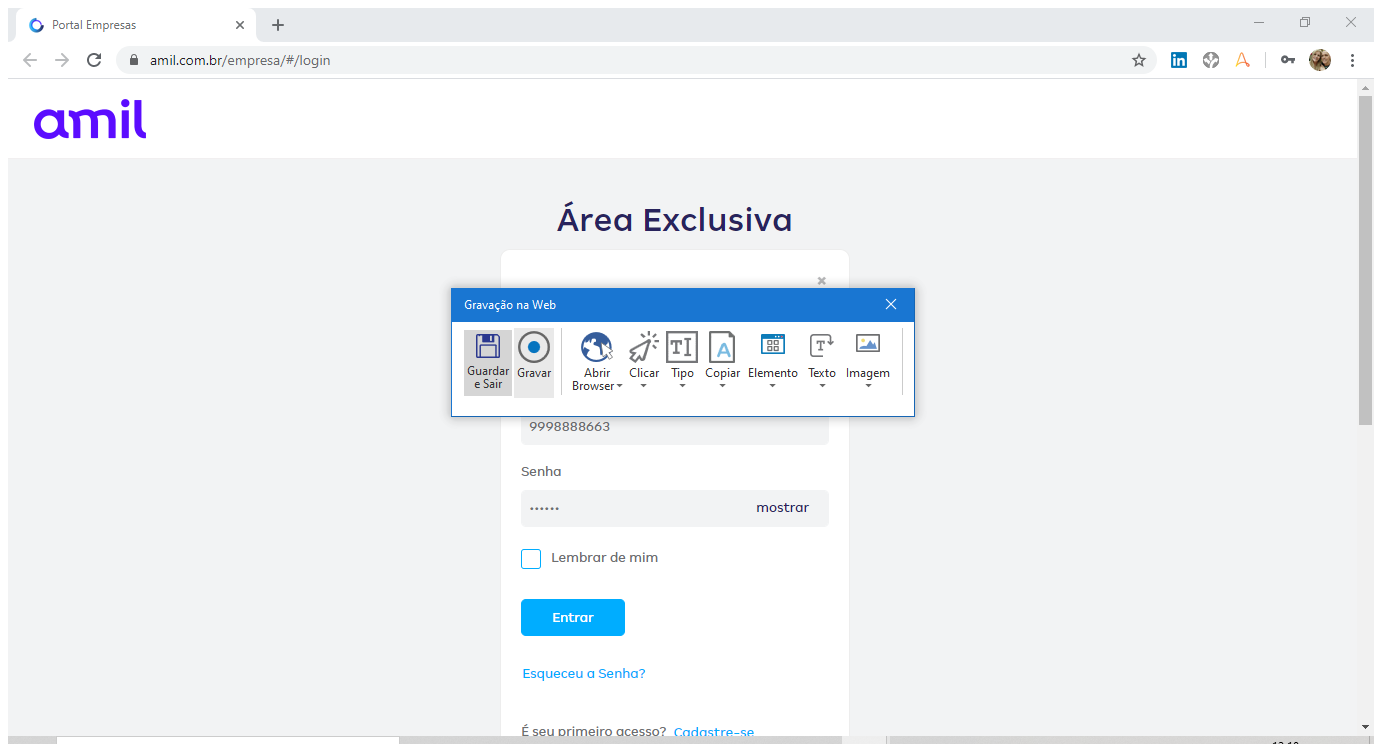 Portal Empresas
amil.com.br/empresa/#/login
amil
Área Exclusiva
Gravação na Web
Guardar e Sair
Gravar
Abrir Browser
Clicar
Tipo
Copiar
Elemento
Texto
Imagem
9998888663
Senha
•••••• mostrar
Lembrar de mim
Entrar
Esqueceu a Senha?
É seu primeiro acesso? Cadastre-se